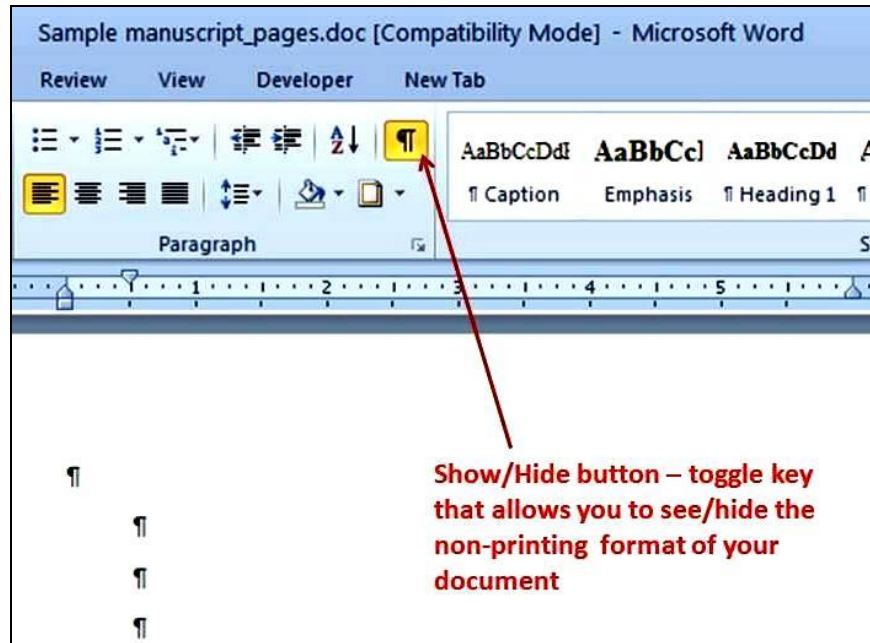 Sample manuscript_pages.doc [Compatibility Mode] - Microsoft Word
Review View Developer New Tab
¶ AaBbCcDdE AaBbCcI AaBbCcDd
¶ Caption Emphasis ¶ Heading 1 ¶
Paragraph
1 2 3 4 5
¶
¶
¶
¶
Show/Hide button – toggle key
that allows you to see/hide the
non-printing format of your
document